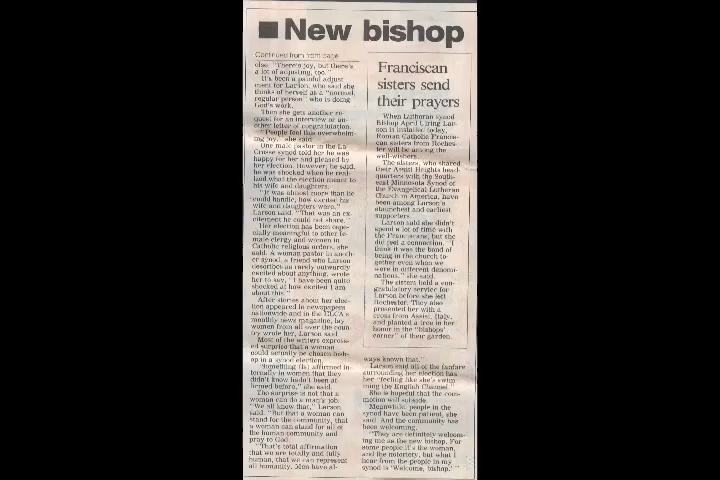 New bishop
Continued from front page
else. "There's joy, but there's
a lot of adjusting, too."
It's been a painful adjust-
ment for Larson, who said she
thinks of herself as a "normal,
regular person" who is doing
God's work.
Then she gets another re-
quest for an interview or an-
other letter of congratulation.
"People feel this overwhelm-
ing joy," she said.
One male pastor in the La
Crosse synod told her he was
happy for her and pleased by
her election. However, he said,
he was shocked when he real-
ized what the election meant to
his wife and daughters.
"It was almost more than he
could handle, how excited his
wife and daughters were,"
Larson said. "That was an ex-
citement he could not share."
Her election has been espe-
cially meaningful to other fe-
male clergy and women in
Catholic religious orders, she
said. A woman pastor in anoth-
er synod, a friend who Larson
describes as rarely outwardly
excited about anything, wrote
her to say, "I have been quite
shocked at how excited I am
about this."
After stories about her elec-
tion appeared in newspapers
nationwide and in the ELCA's
monthly news magazine, lay
women from all over the coun-
try wrote her, Larson said.
Most of the writers express-
ed surprise that a woman
could actually be chosen bish-
op in a synod election.
"Something (is) affirmed in-
ternally in women that they
didn't know hadn't been af-
firmed before," she said.
The surprise is not that a
woman can do a man's job.
"We all know that," Larson
said. "But that a woman can
stand for the community, that
a woman can stand for all of
the human community and
pray to God.
"That's total affirmation
that we are totally and fully
human, that we can represent
all humanity. Men have al-
Franciscan
sisters send
their prayers
When Lutheran synod
Bishop April Ulring Lar-
son is installed today,
Roman Catholic Francis-
can sisters from Roches-
ter will be among the
well-wishers.
The sisters, who shared
their Assisi Heights head-
quarters with the South-
east Minnesota Synod of
the Evangelical Lutheran
Church in America, have
been among Larson's
staunchest and earliest
supporters.
Larson said she didn't
spend a lot of time with
the Franciscans, but she
did feel a connection. "I
think it was the bond of
being in the church to-
gether even when we
were in different denomi-
nations," she said.
The sisters held a con-
gratulatory service for
Larson before she left
Rochester. They also
presented her with a
cross from Assisi, Italy,
and planted a tree in her
honor in the "bishops'
corner" of their garden.
ways known that."
Larson said all of the fanfare
surrounding her election has
her "feeling like she's swim-
ming the English Channel."
She is hopeful that the com-
motion will subside.
Meanwhile, people in the
synod have been patient, she
said. And the community has
been welcoming.
"They are definitely welcom-
ing me as the new bishop. For
some people it's the woman,
and the notoriety, but what I
hear from the people in my
synod is 'Welcome, bishop.'"